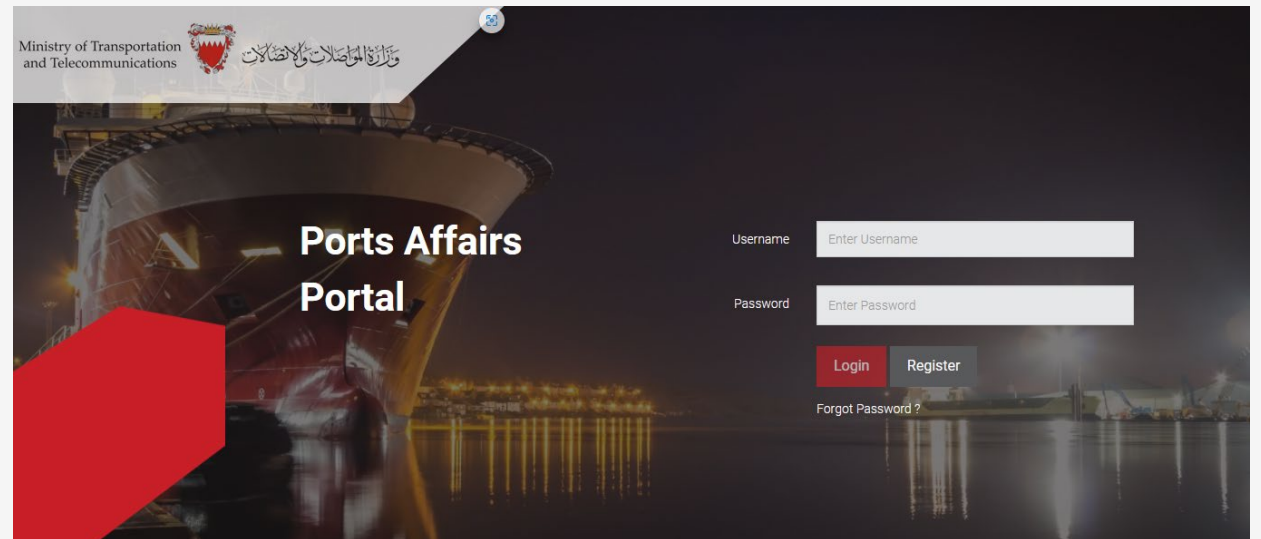 Ministry of Transportation
and Telecommunications
وزارة المواصلات والاتصالات
Ports Affairs
Portal
Username
Enter Username
Password
Enter Password
Login
Register
Forgot Password ?